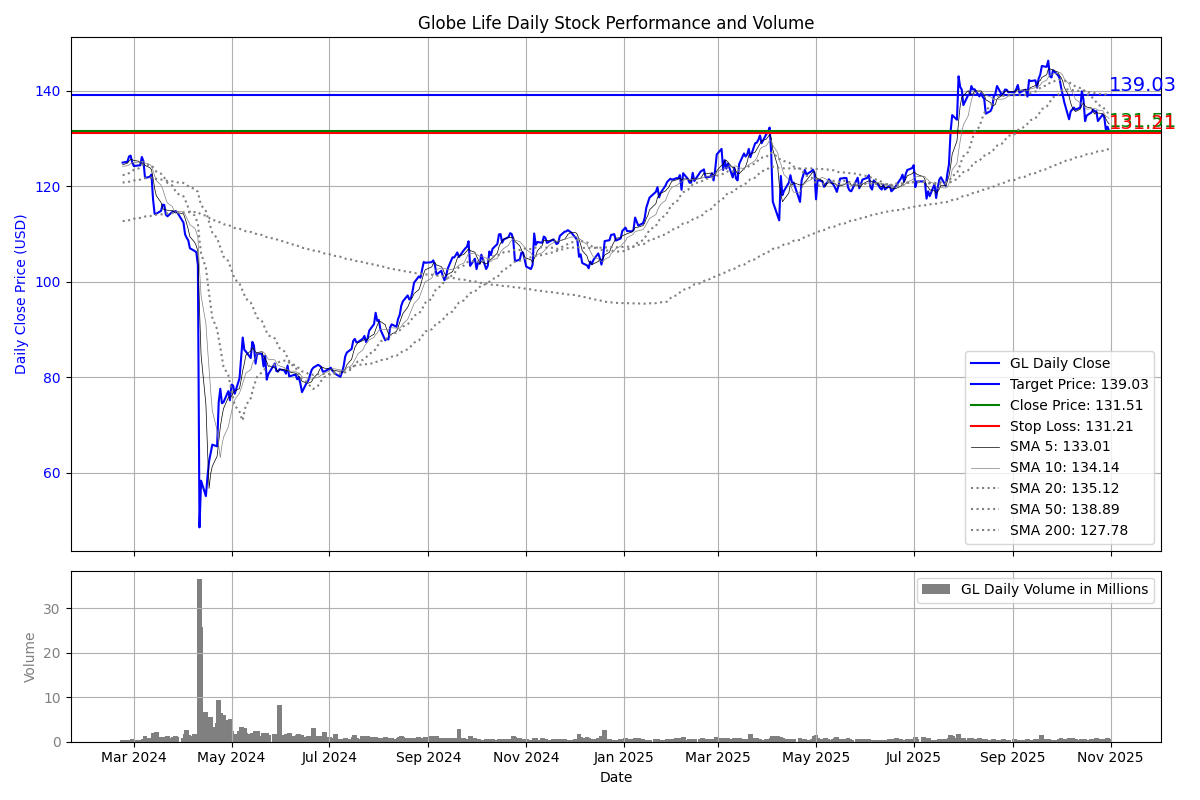 Globe Life Daily Stock Performance and Volume
Daily Close Price (USD)
140
120
100
80
60
139.03
131.21
GL Daily Close
Target Price: 139.03
Close Price: 131.51
Stop Loss: 131.21
SMA 5: 133.01
SMA 10: 134.14
SMA 20: 135.12
SMA 50: 138.89
SMA 200: 127.78
Volume
30
20
10
0
GL Daily Volume in Millions
Mar 2024 May 2024 Jul 2024 Sep 2024 Nov 2024 Jan 2025 Mar 2025 May 2025 Jul 2025 Sep 2025 Nov 2025
Date